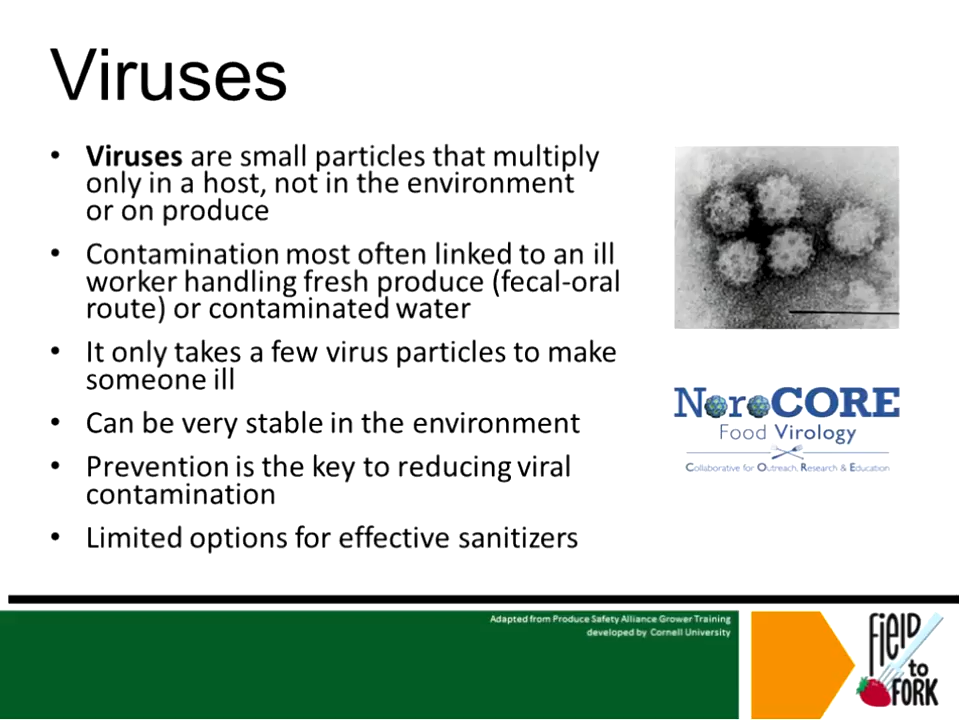 Viruses
• Viruses are small particles that multiply
only in a host, not in the environment
or on produce
• Contamination most often linked to an ill
worker handling fresh produce (fecal-oral
route) or contaminated water
• It only takes a few virus particles to make
someone ill
• Can be very stable in the environment
• Prevention is the key to reducing viral
contamination
• Limited options for effective sanitizers
NoroCORE
Food Virology
Collaborative for Outreach, Research & Education
Adapted from Produce Safety Alliance Grower Training
developed by Cornell University
field
to
FORK